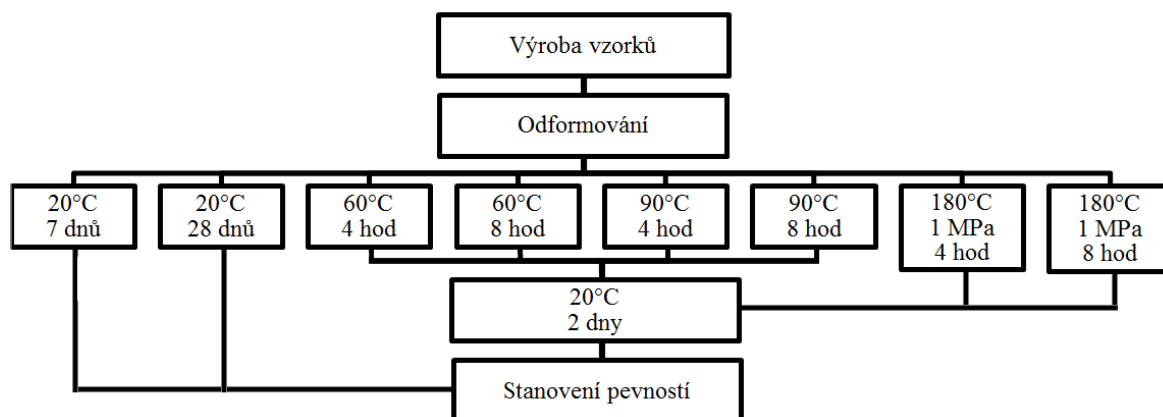 Výroba vzorků
Odformování
20°C
7 dnů
20°C
28 dnů
60°C
4 hod
60°C
8 hod
90°C
4 hod
90°C
8 hod
180°C
1 MPa
4 hod
180°C
1 MPa
8 hod
20°C
2 dny
Stanovení pevností